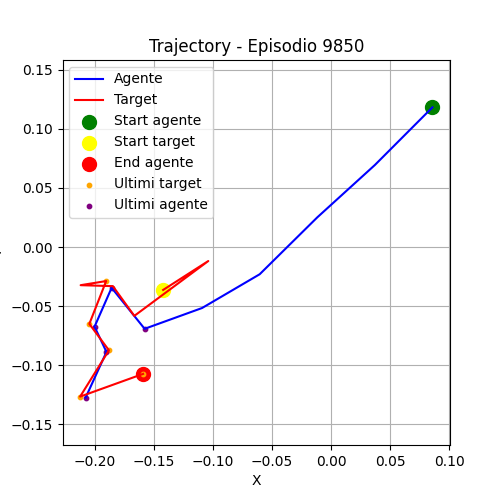 Trajectory - Episodio 9850
Agente
Target
Start agente
Start target
End agente
Ultimi target
Ultimi agente
0.15
0.10
0.05
0.00
−0.05
−0.10
−0.15
−0.20 −0.15 −0.10 −0.05 0.00 0.05 0.10
X